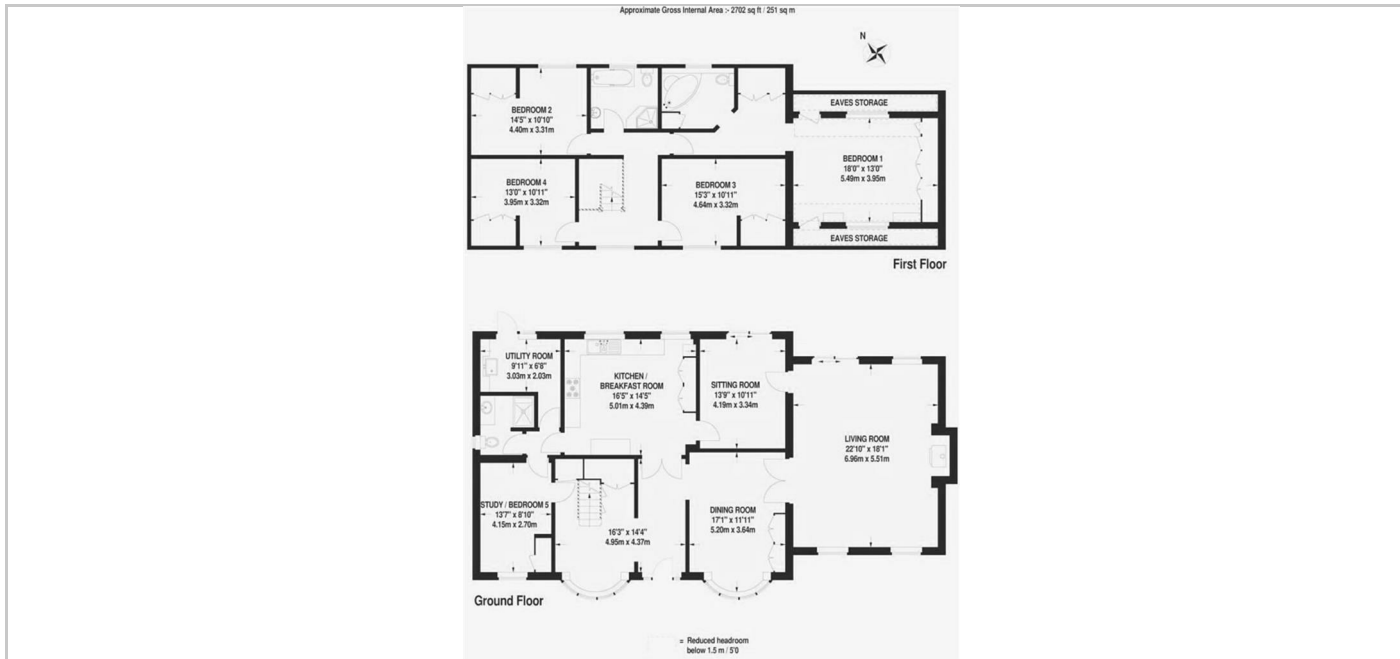 Approximate Gross Internal Area :- 2702 sq ft / 251 sq m
N
EAVES STORAGE
BEDROOM 2
14'5" x 10'10"
4.40m x 3.31m
BEDROOM 1
18'0" x 13'0"
5.49m x 3.95m
BEDROOM 4
13'0" x 10'11"
3.95m x 3.32m
BEDROOM 3
15'3" x 10'11"
4.64m x 3.32m
EAVES STORAGE
First Floor
UTILITY ROOM
9'11" x 6'8"
3.03m x 2.03m
KITCHEN /
BREAKFAST ROOM
16'5" x 14'5"
5.01m x 4.39m
SITTING ROOM
13'9" x 10'11"
4.19m x 3.34m
LIVING ROOM
22'10" x 18'1"
6.96m x 5.51m
STUDY / BEDROOM 5
13'7" x 8'10"
4.15m x 2.70m
16'3" x 14'4"
4.95m x 4.37m
DINING ROOM
17'1" x 11'11"
5.20m x 3.64m
Ground Floor
= Reduced headroom
below 1.5 m / 5'0